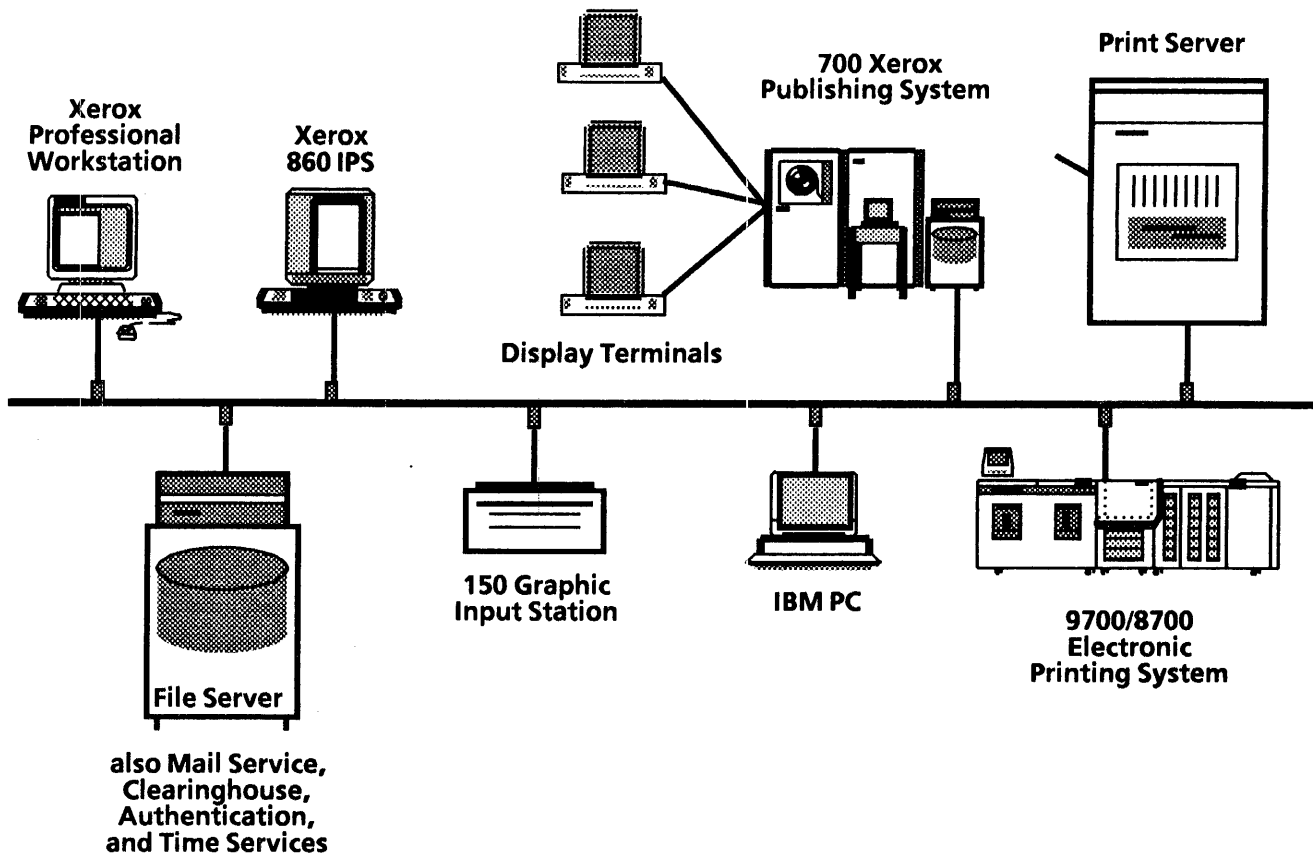 Xerox
Professional
Workstation
Xerox
860 IPS
700 Xerox
Publishing System
Print Server
Display Terminals
File Server
also Mail Service,
Clearinghouse,
Authentication,
and Time Services
150 Graphic
Input Station
IBM PC
9700/8700
Electronic
Printing System